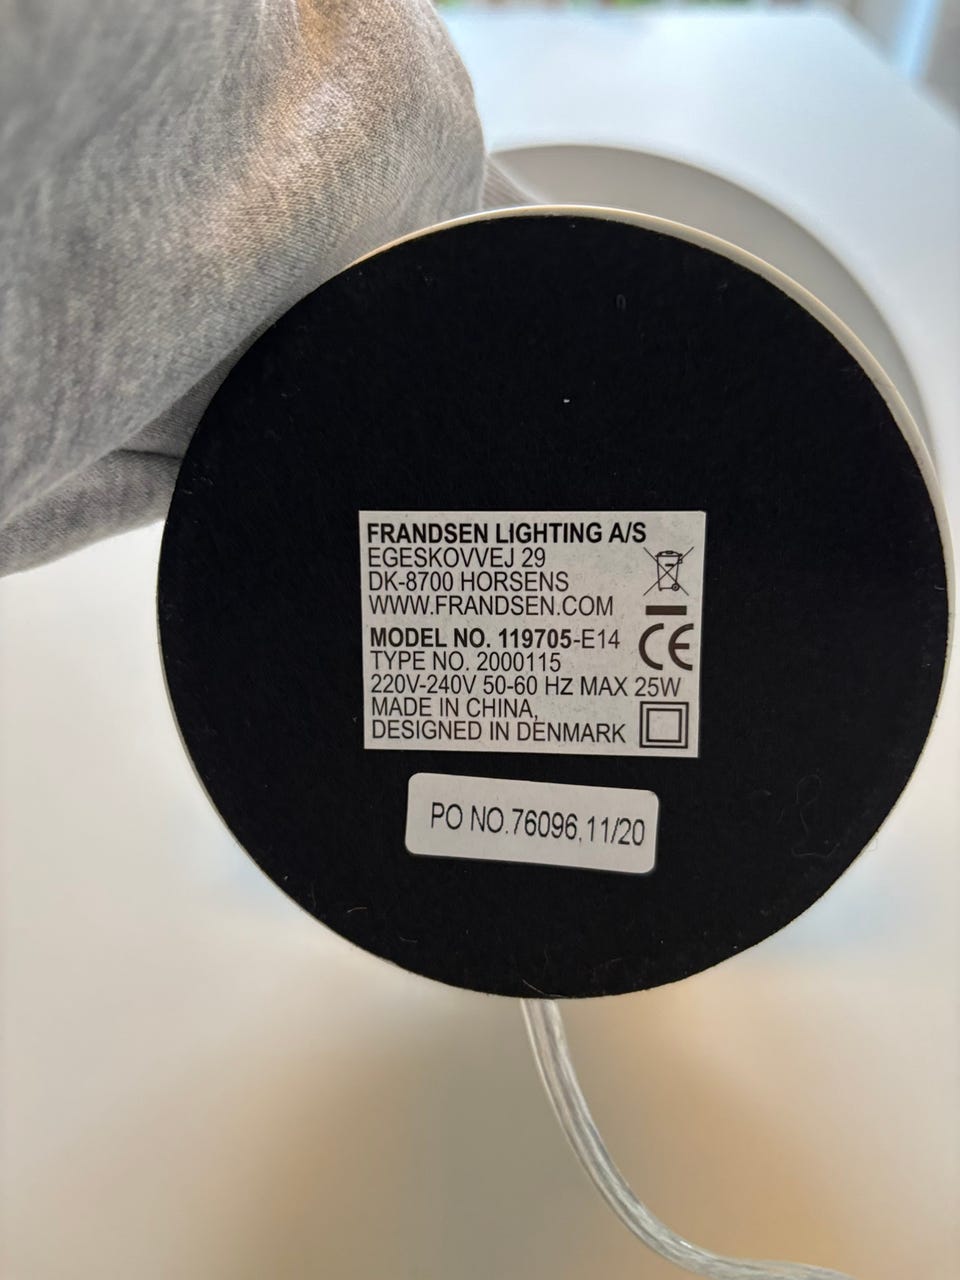 FRANDSEN LIGHTING A/S
EGESKOVVEJ 29
DK-8700 HORSENS
WWW.FRANDSEN.COM
MODEL NO. 119705-E14
TYPE NO. 2000115
220V-240V 50-60 HZ MAX 25W
MADE IN CHINA,
DESIGNED IN DENMARK
CE
PO NO.76096,11/20